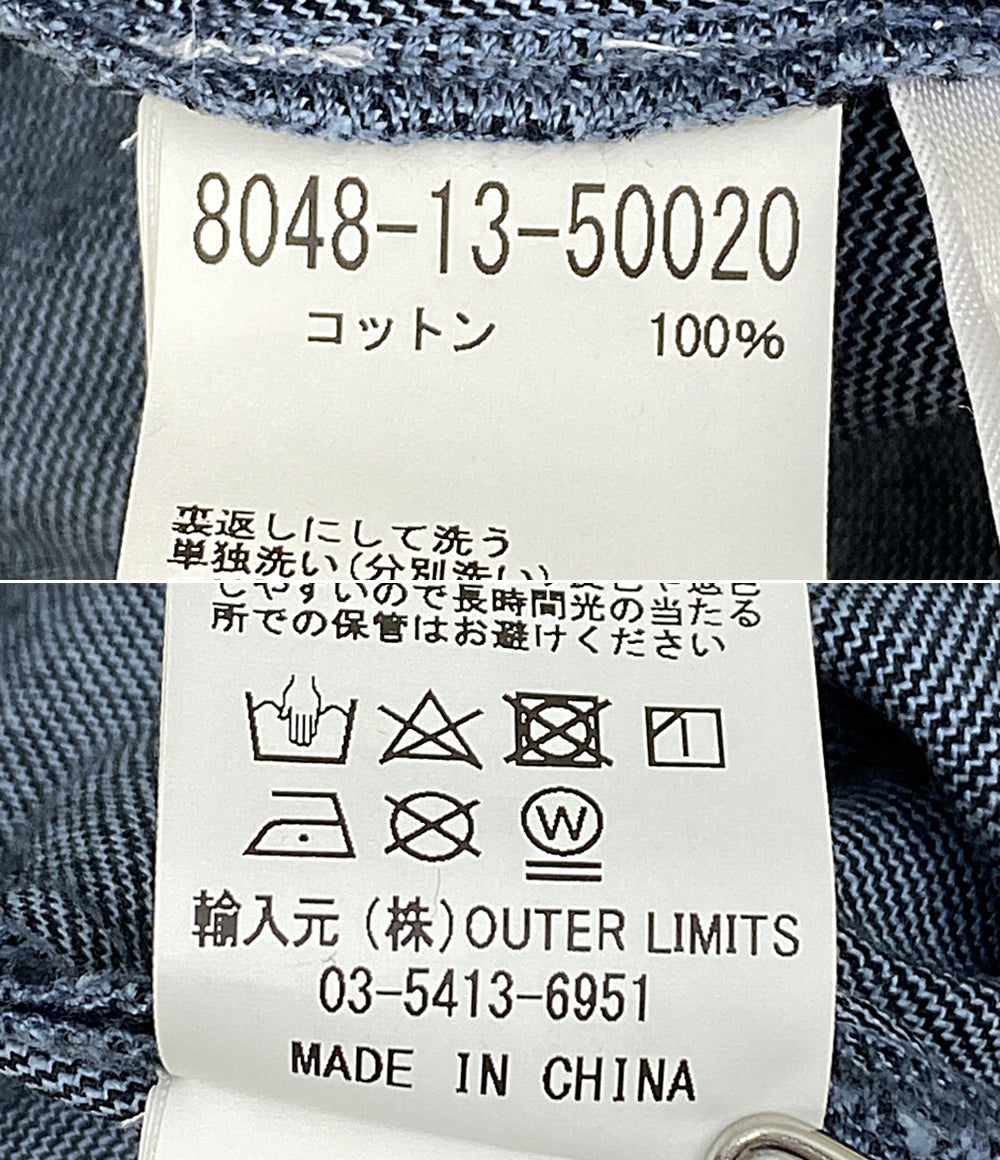 8048-13-50020
コットン 100%
裏返しにして洗う
単独洗い(分別洗い)
しやすいので長時間光の当たる
所での保管はお避けください
W
輸入元 (株)OUTER LIMITS
03-5413-6951
MADE IN CHINA